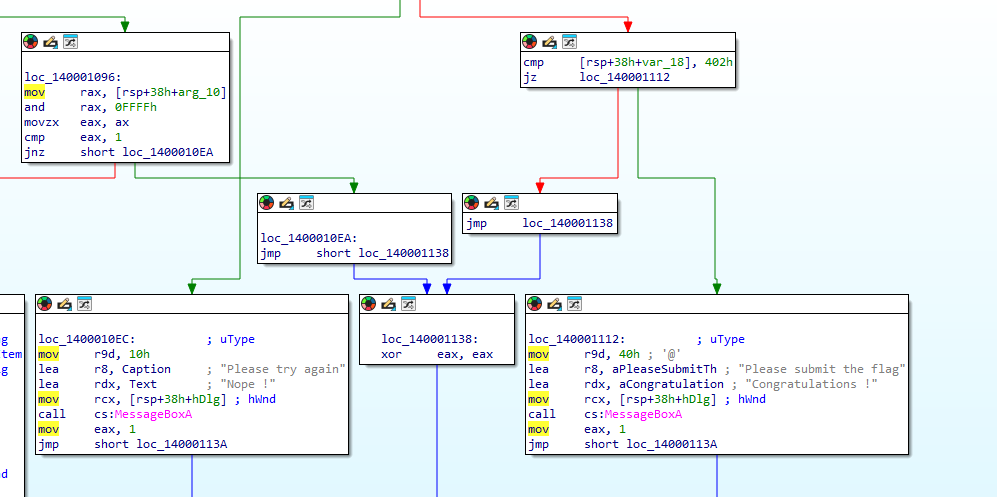 loc_140001096:
mov     rax, [rsp+38h+arg_10]
and     rax, 0FFFFh
movzx   eax, ax
cmp     eax, 1
jnz     short loc_1400010EA
cmp     [rsp+38h+var_18], 402h
jz      loc_140001112
loc_1400010EA:
jmp     short loc_140001138
jmp     loc_140001138
g
Item
g
d
loc_1400010EC:          ; uType
mov     r9d, 10h
lea     r8, Caption     ; "Please try again"
lea     rdx, Text       ; "Nope !"
mov     rcx, [rsp+38h+hDlg] ; hWnd
call    cs:MessageBoxA
mov     eax, 1
jmp     short loc_14000113A
loc_140001138:
xor     eax, eax
loc_140001112:          ; uType
mov     r9d, 40h ; '@'
lea     r8, aPleaseSubmitTh ; "Please submit the flag"
lea     rdx, aCongratulation ; "Congratulations !"
mov     rcx, [rsp+38h+hDlg] ; hWnd
call    cs:MessageBoxA
mov     eax, 1
jmp     short loc_14000113A